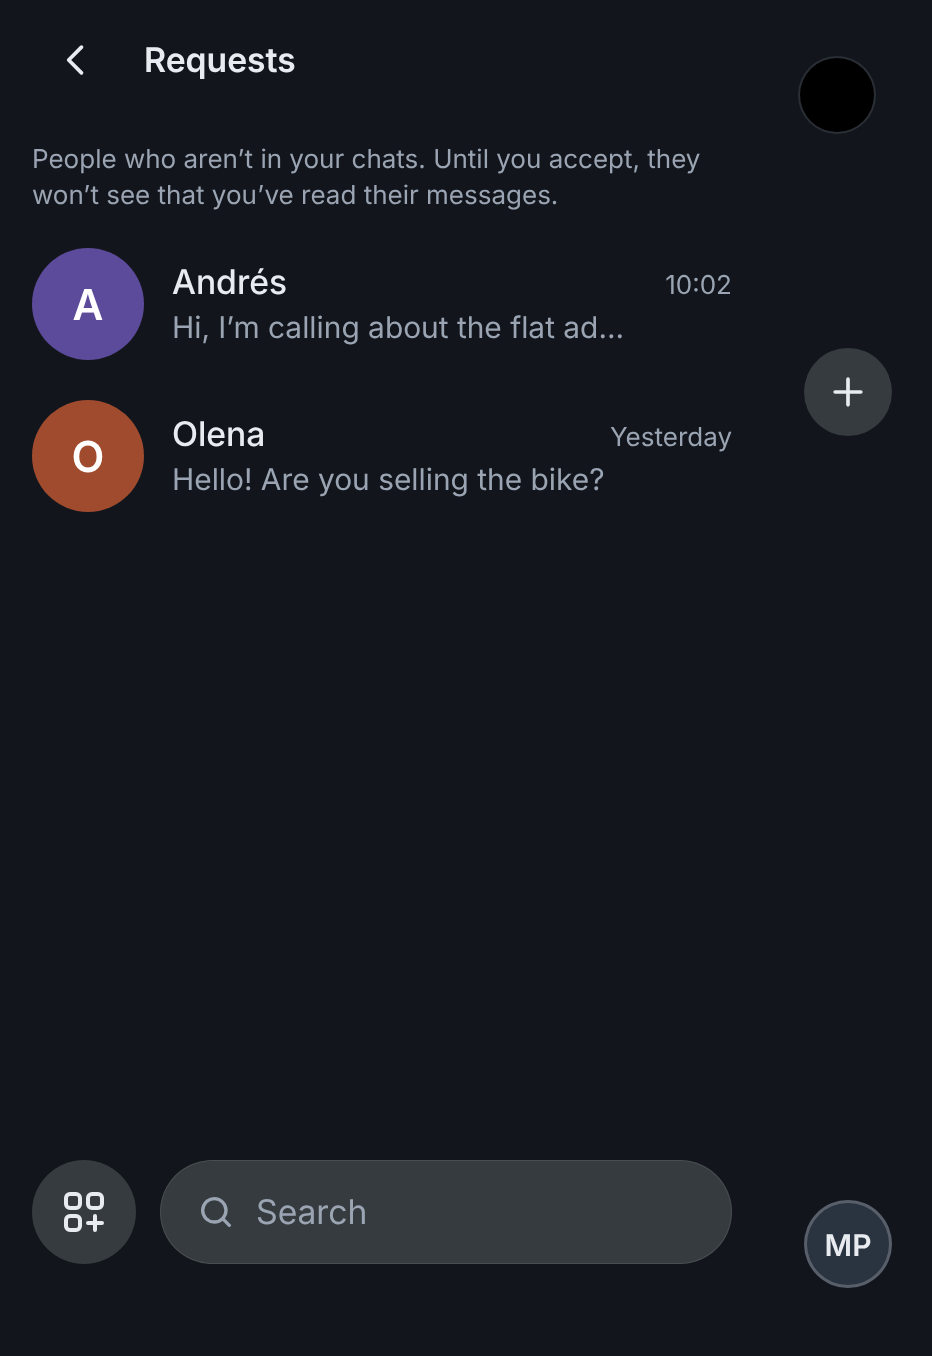 Requests
People who aren’t in your chats. Until you accept, they
won’t see that you’ve read their messages.
A
Andrés
10:02
Hi, I’m calling about the flat ad...
O
Olena
Yesterday
Hello! Are you selling the bike?
Search
MP